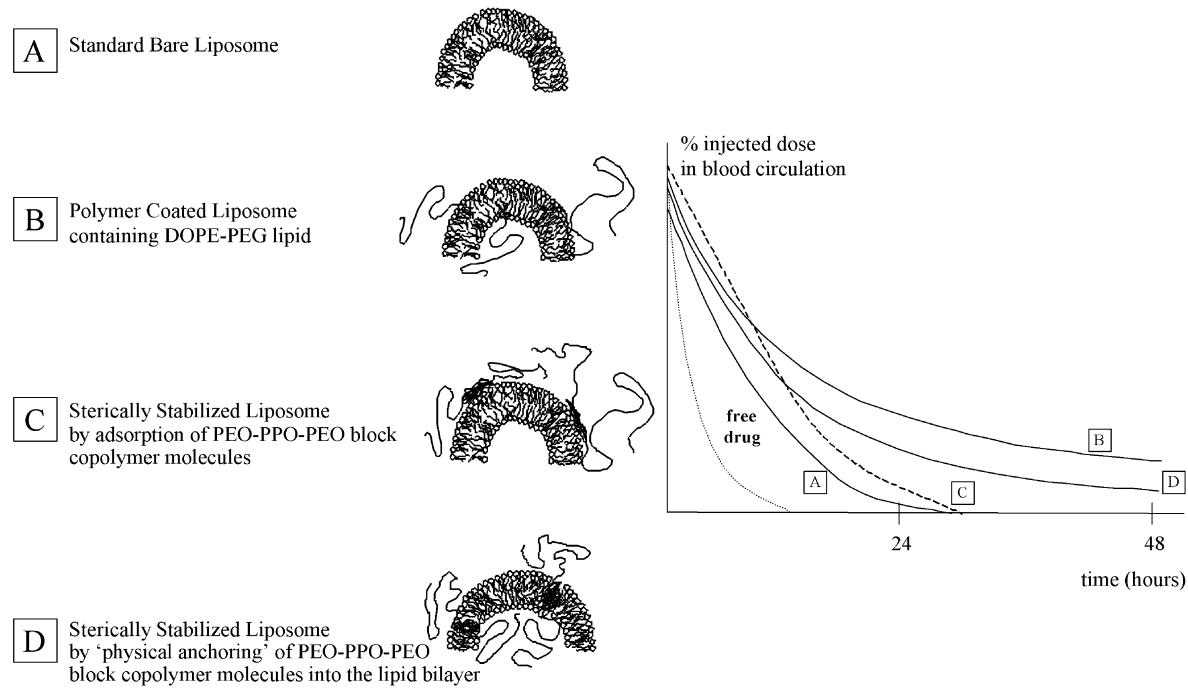 A
Standard Bare Liposome
B
Polymer Coated Liposome
containing DOPE-PEG lipid
C
Sterically Stabilized Liposome
by adsorption of PEO-PPO-PEO block
copolymer molecules
D
Sterically Stabilized Liposome
by ‘physical anchoring’ of PEO-PPO-PEO
block copolymer molecules into the lipid bilayer
% injected dose
in blood circulation
free
drug
A
B
C
D
24
48
time (hours)